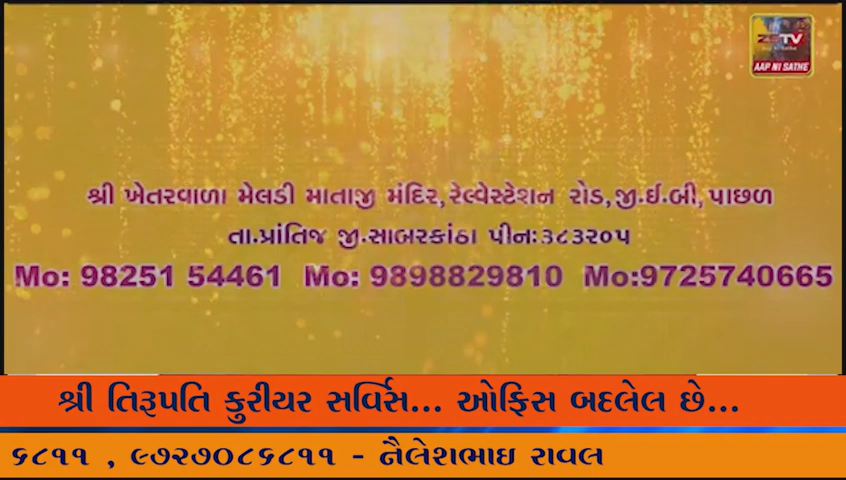 ZSTV
AAP NI SATHE
શ્રી ખેતરવાળા મેલડી માતાજી મંદિર,રેલ્વેસ્ટેશન રોડ,જી.ઈ.બી,પાછળ
તા.પ્રાંતિજ જી.સાબરકાંઠા પીનઃ૩૮૩૨૦૫
Mo: 98251 54461 Mo: 9898829810 Mo:9725740665
શ્રી તિરૂપતિ કુરીયર સર્વિસ... ઓફિસ બદલેલ છે...
૬૮૧૧ , ૯૭૨૭૦૮૬૮૧૧ - નૈલેશભાઇ રાવલ